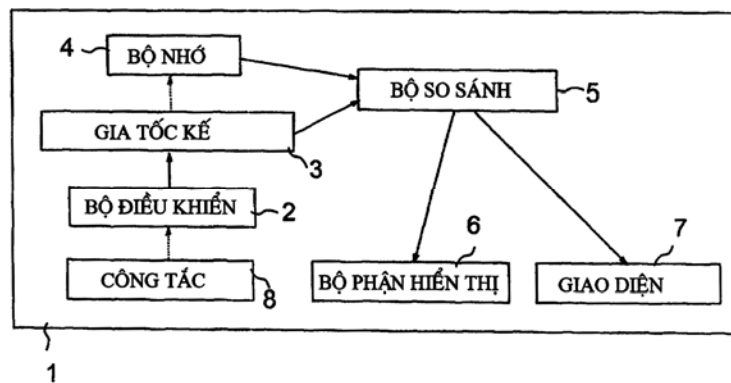 4
BỘ NHỚ
BỘ SO SÁNH
5
GIA TỐC KẾ
3
BỘ ĐIỀU KHIỂN
2
6
7
CÔNG TẮC
8
BỘ PHẬN HIỂN THỊ
GIAO DIỆN
1